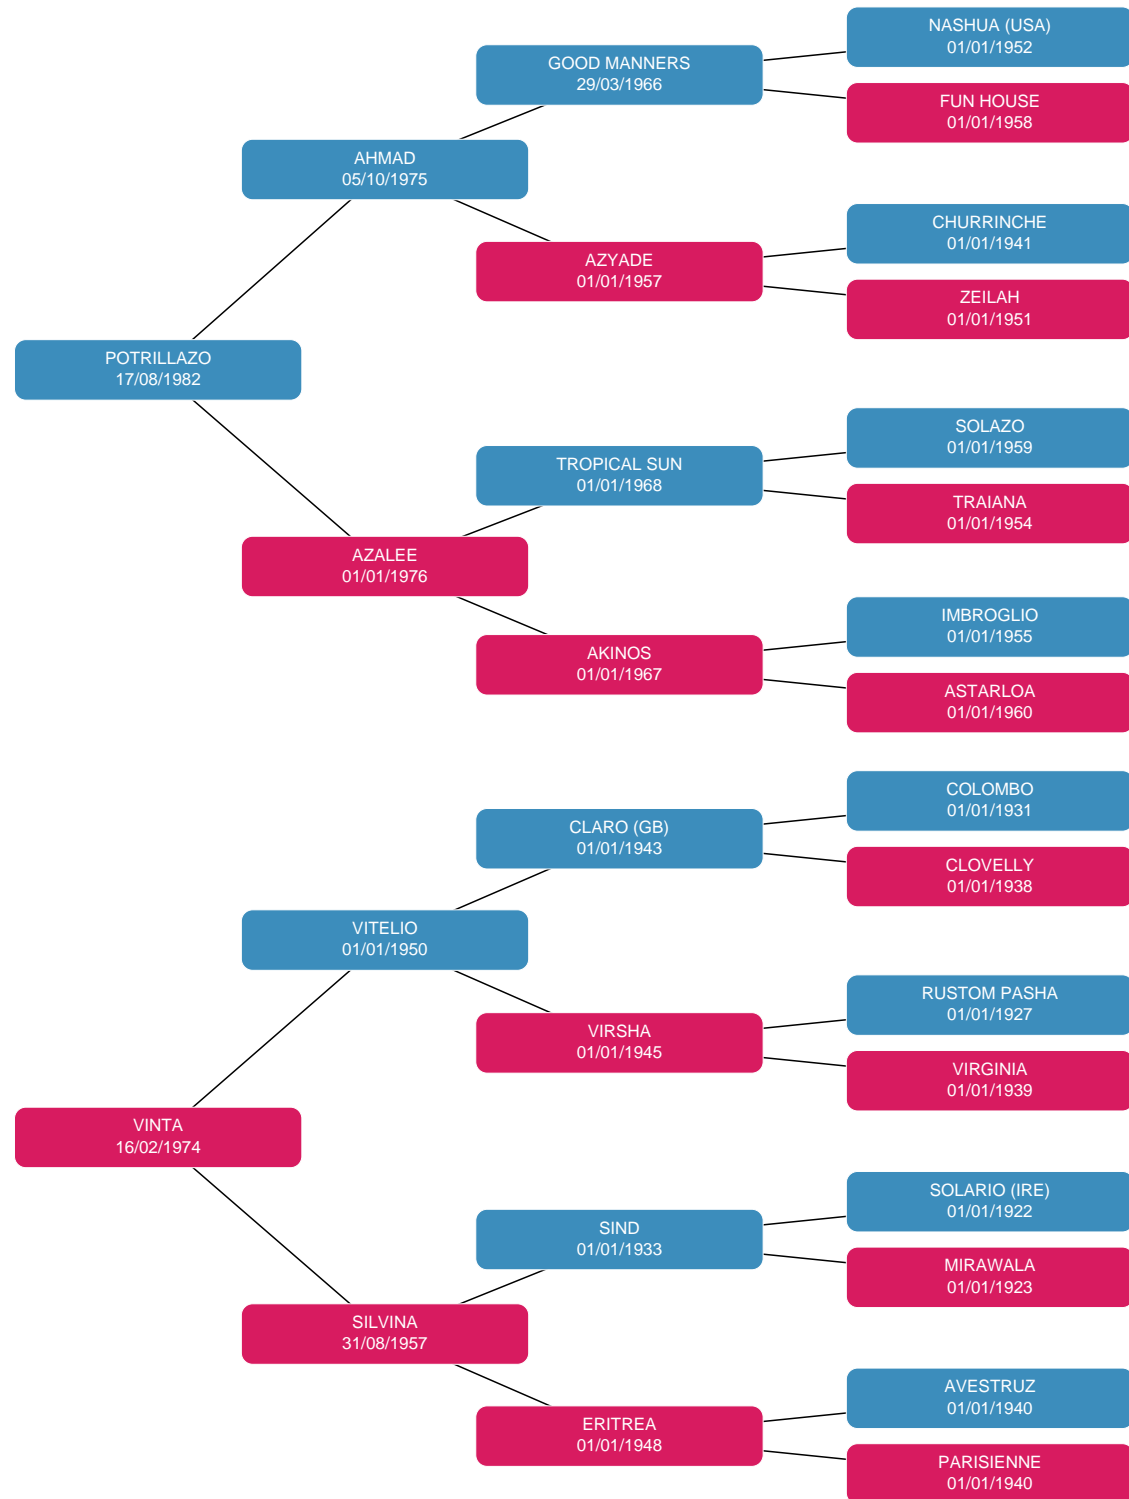 NASHUA (USA)
01/01/1952
GOOD MANNERS
29/03/1966
FUN HOUSE
01/01/1958
AHMAD
05/10/1975
CHURRINCHE
01/01/1941
AZYADE
01/01/1957
ZEILAH
01/01/1951
POTRILLAZO
17/08/1982
SOLAZO
01/01/1959
TROPICAL SUN
01/01/1968
TRAIANA
01/01/1954
AZALEE
01/01/1976
IMBROGLIO
01/01/1955
AKINOS
01/01/1967
ASTARLOA
01/01/1960
COLOMBO
01/01/1931
CLARO (GB)
01/01/1943
CLOVELLY
01/01/1938
VITELIO
01/01/1950
RUSTOM PASHA
01/01/1927
VIRSHA
01/01/1945
VIRGINIA
01/01/1939
VINTA
16/02/1974
SOLARIO (IRE)
01/01/1922
SIND
01/01/1933
MIRAWALA
01/01/1923
SILVINA
31/08/1957
AVESTRUZ
01/01/1940
ERITREA
01/01/1948
PARISIENNE
01/01/1940